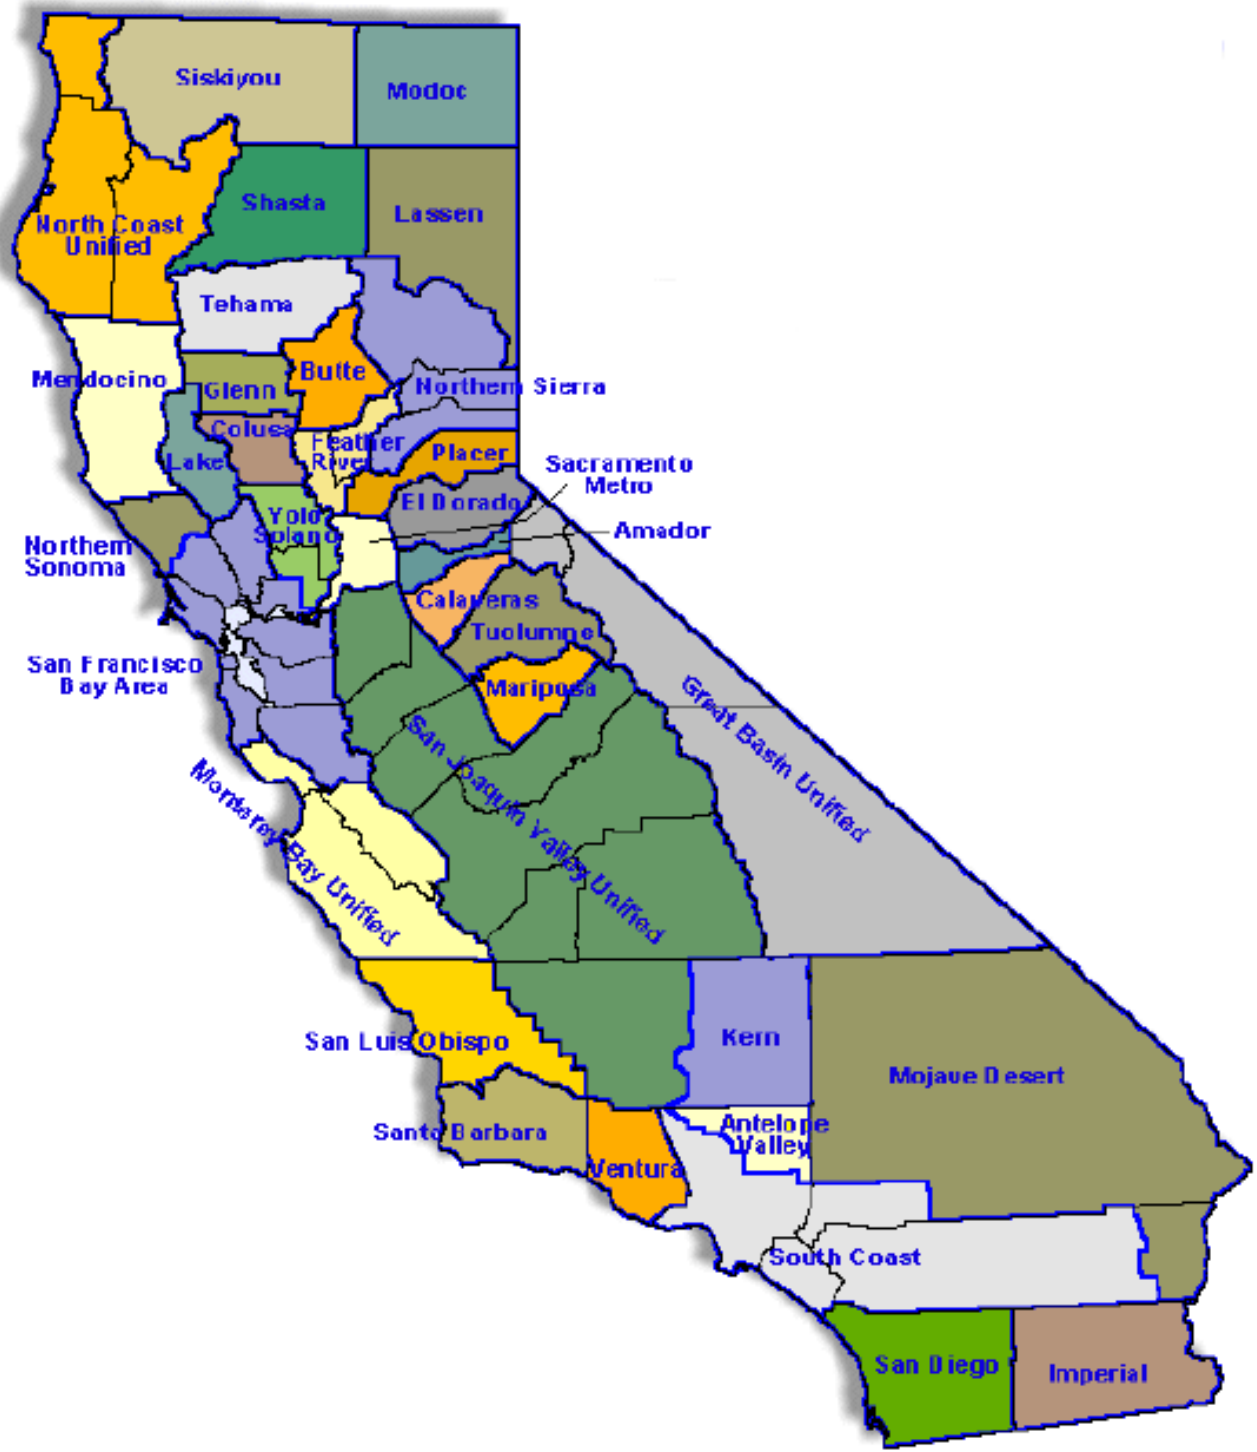 Siskiyou
Modoc
Shasta
Lassen
North Coast
Unified
Tehama
Butte
Mendocino
Glenn
Northern Sierra
Colusa
Feather
River
Placer
Lake
Sacramento
Metro
El Dorado
Yolo
Solano
Amador
Northern
Sonoma
Calaveras
Tuolumne
San Francisco
Bay Area
Mariposa
Great Basin Unified
San Joaquin Valley Unified
Monterey Bay Unified
San Luis Obispo
Kern
Mojave Desert
Antelope
Valley
Santa Barbara
Ventura
South Coast
San Diego
Imperial